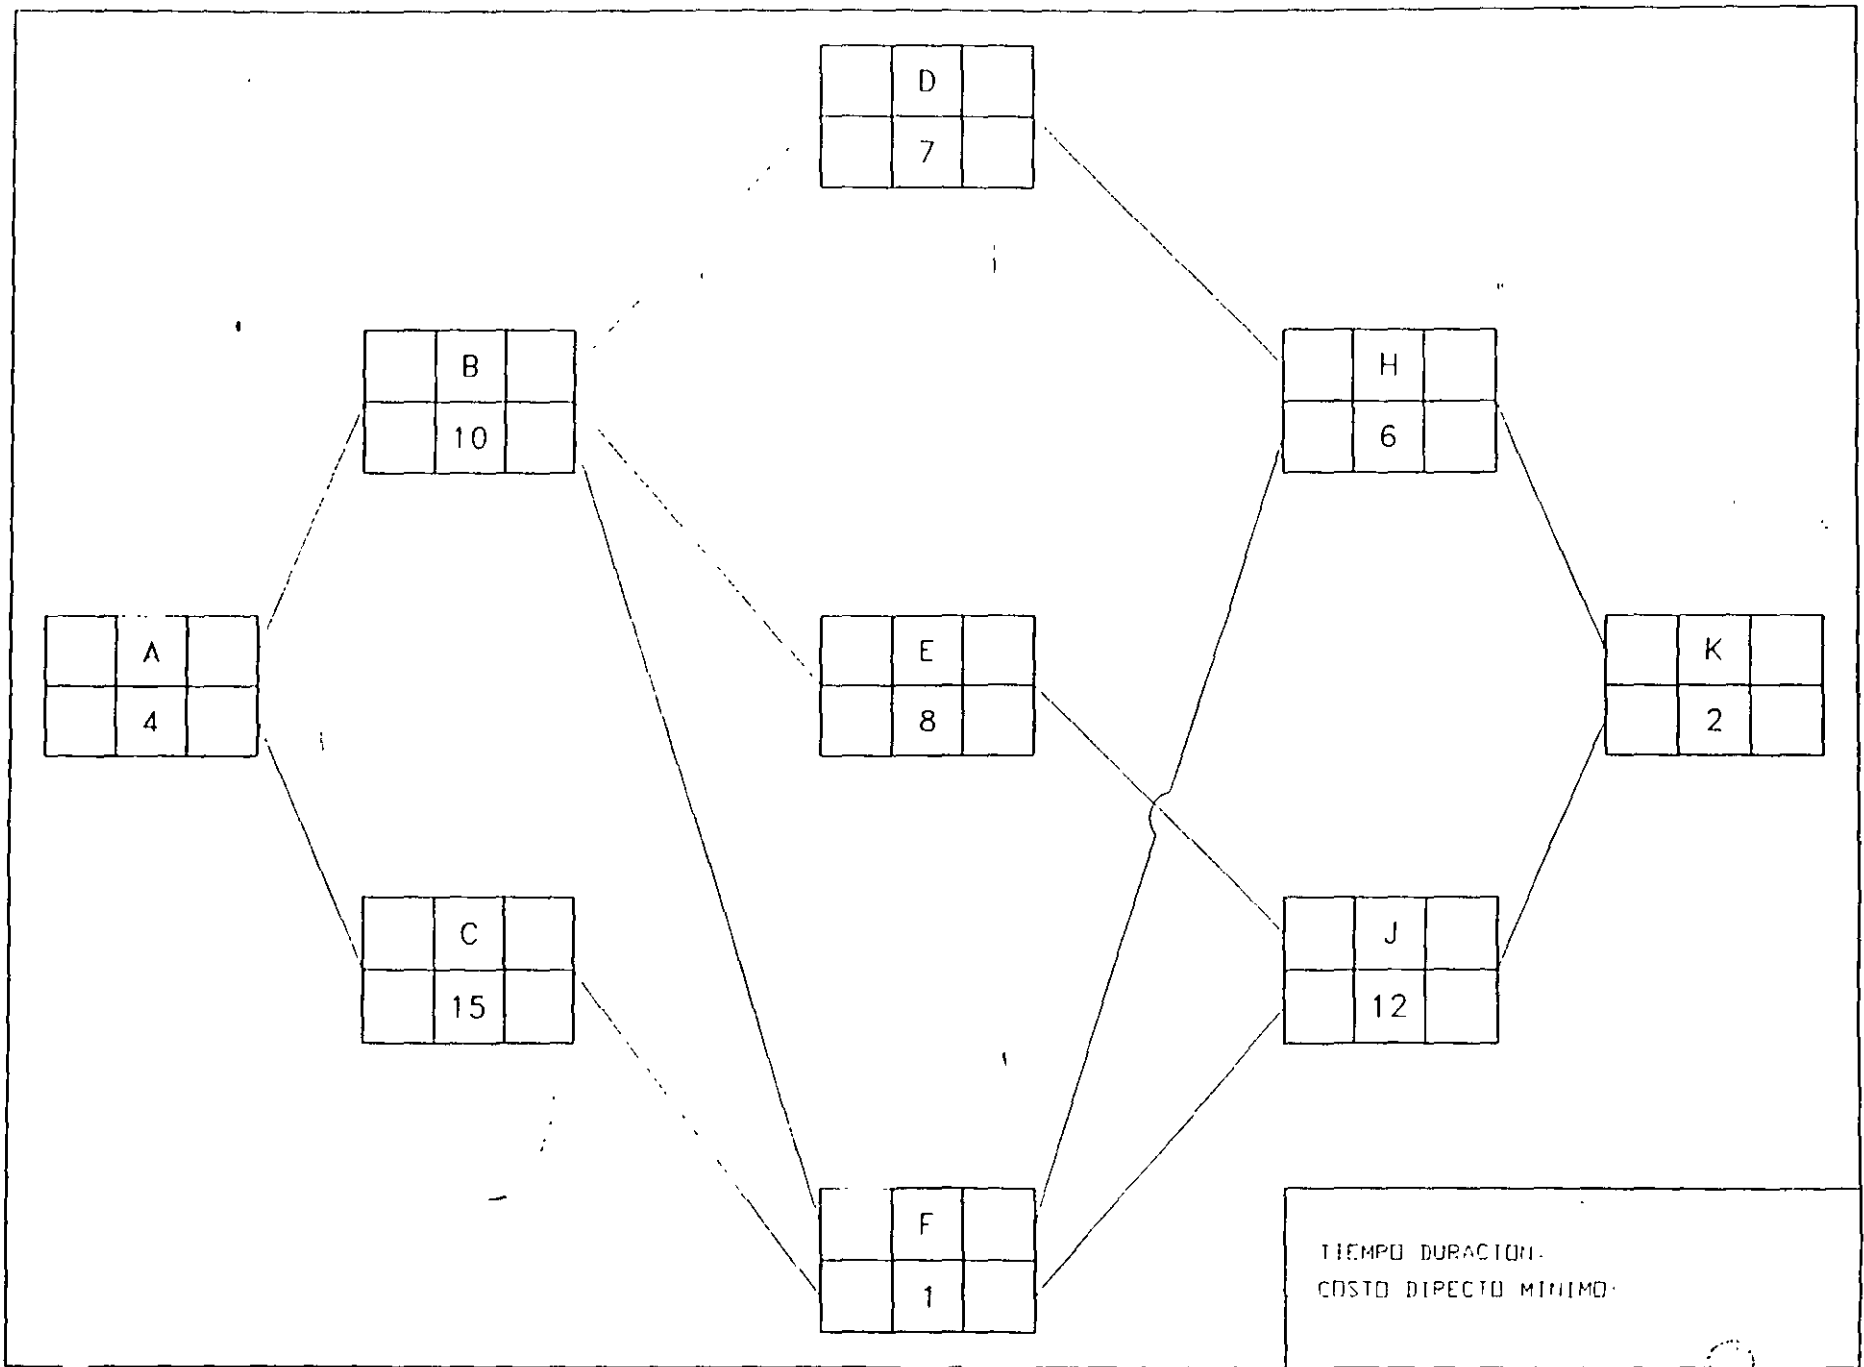 D
7
B
10
H
6
A
4
E
8
K
2
C
15
J
12
F
1
TIEMPO DURACION.
COSTO DIRECTO MINIMO.